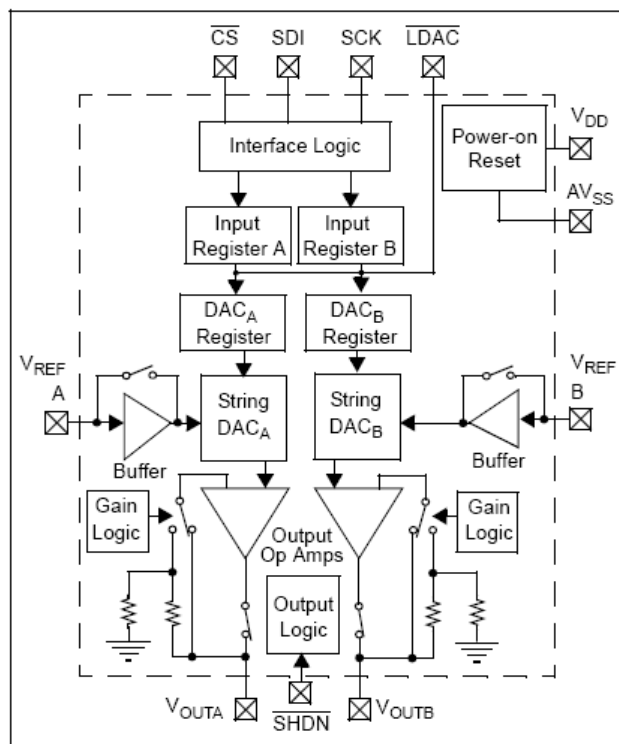 CS SDI SCK LDAC
Interface Logic
Power-on
Reset
VDD
AVSS
Input
Register A
Input
Register B
DACA
Register
DACB
Register
VREF
A
String
DACA
String
DACB
VREF
B
Buffer
Buffer
Gain
Logic
Output
Op Amps
Gain
Logic
Output
Logic
VOUTA
SHDN
VOUTB